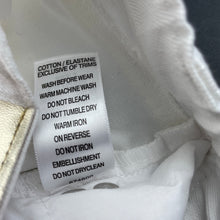 COTTON / ELASTANE
EXCLUSIVE OF TRIMS
WASH BEFORE WEAR
WARM MACHINE WASH
DO NOT BLEACH
DO NOT TUMBLE DRY
WARM IRON
ON REVERSE
DO NOT IRON
EMBELLISHMENT
DO NOT DRYCLEAN